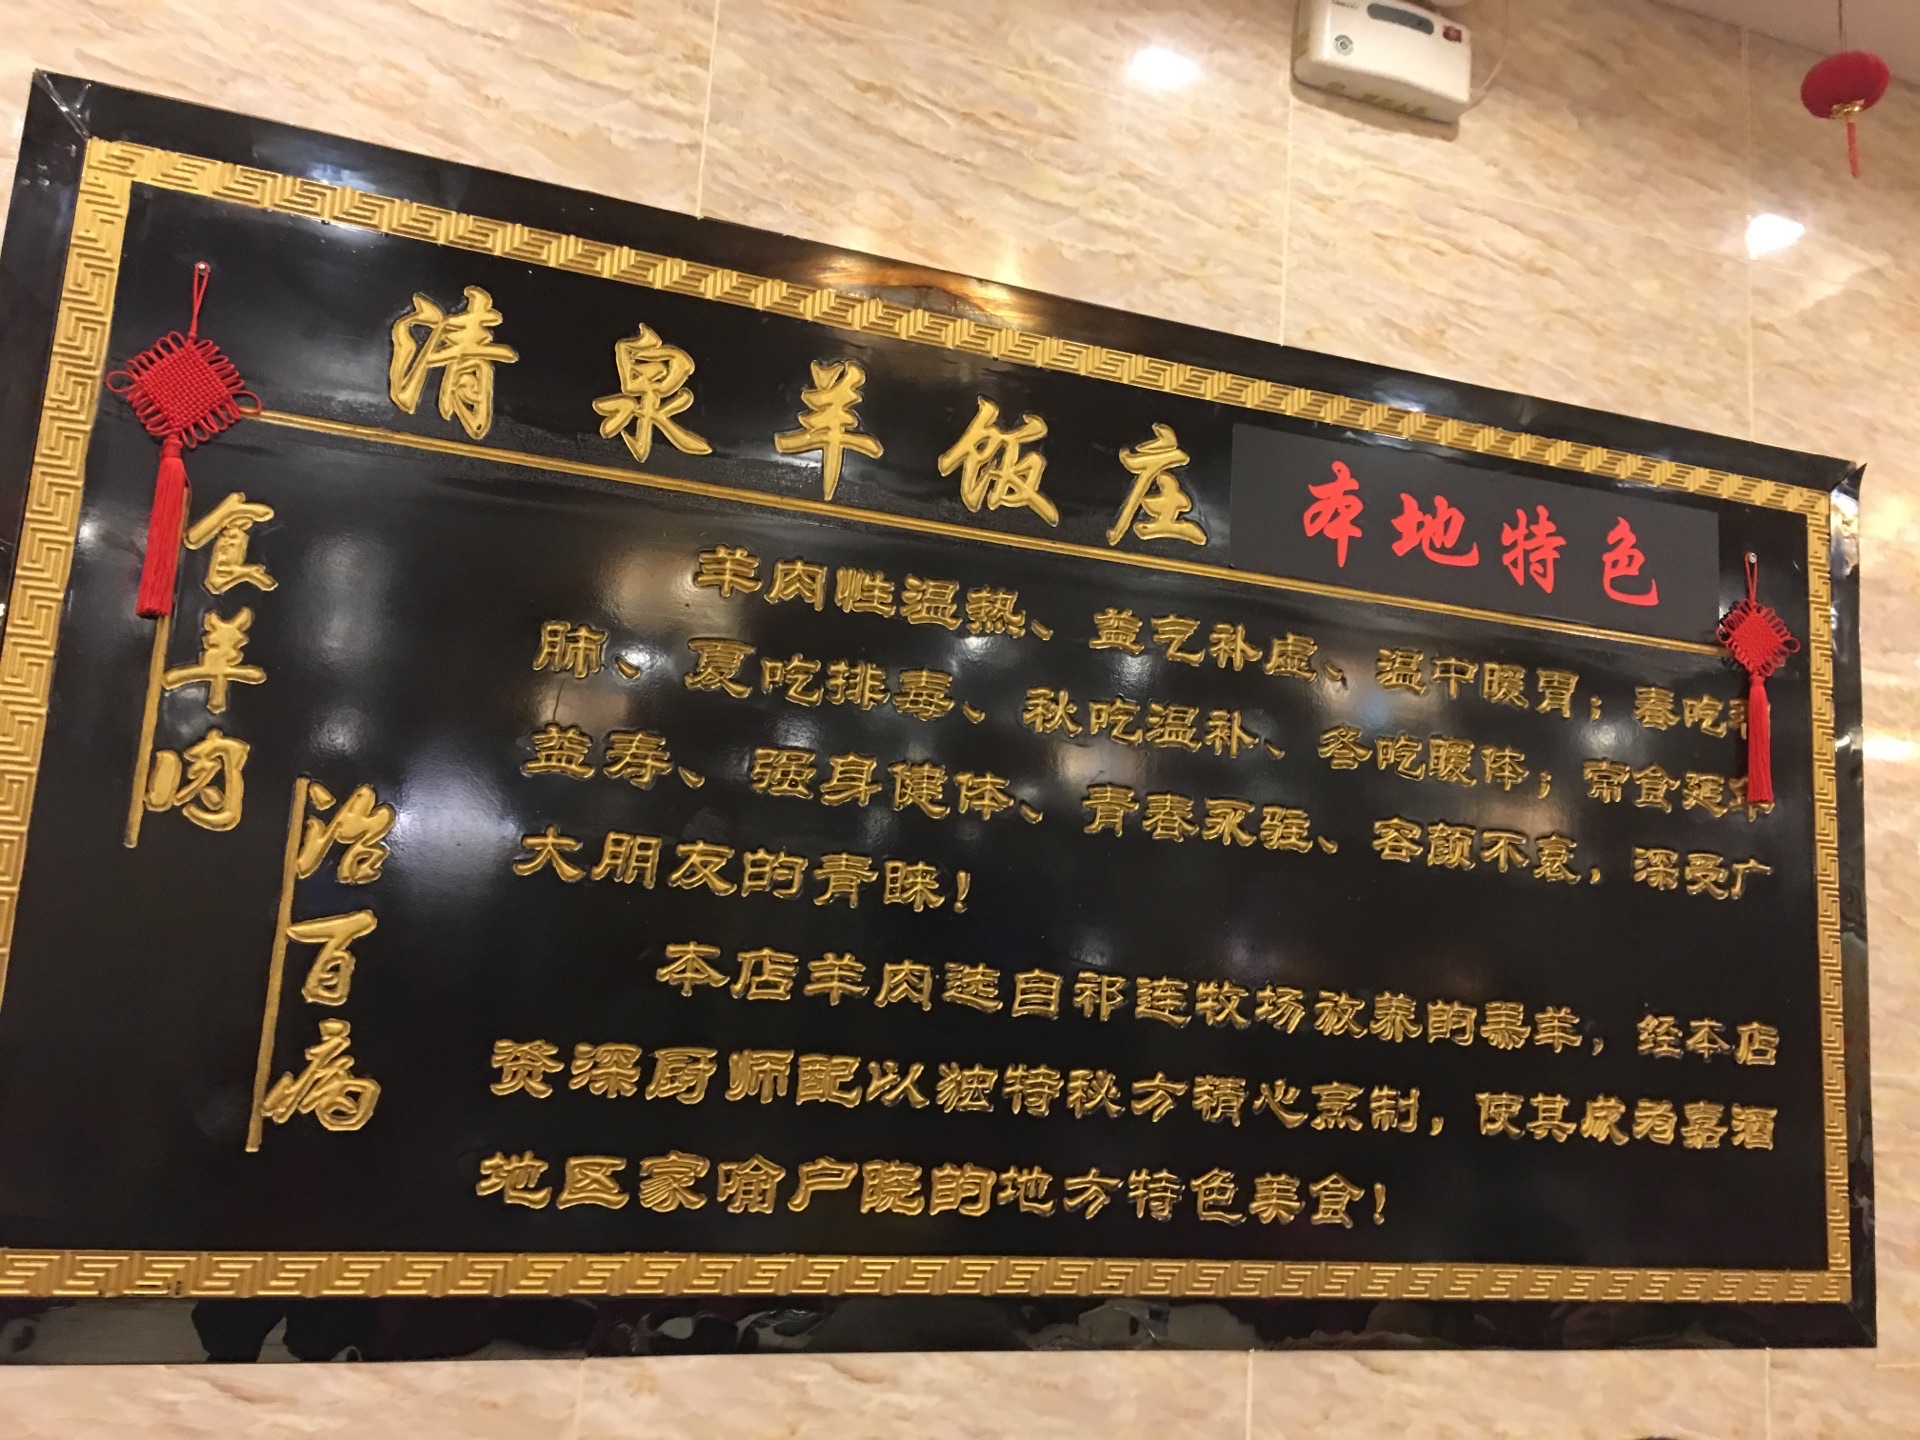 清泉羊饭庄
本地特色
食羊肉
治百病
羊肉性温热、益气补虚、温中暖胃；春吃
肺、夏吃排毒、秋吃温补、冬吃暖体；常食延年
益寿、强身健体、青春永驻、容颜不衰，深受广
大朋友的青睐！
本店羊肉选自祁连牧场放养的羔羊，经本店
资深厨师配以独特秘方精心烹制，使其成为嘉酒
地区家喻户晓的地方特色美食！